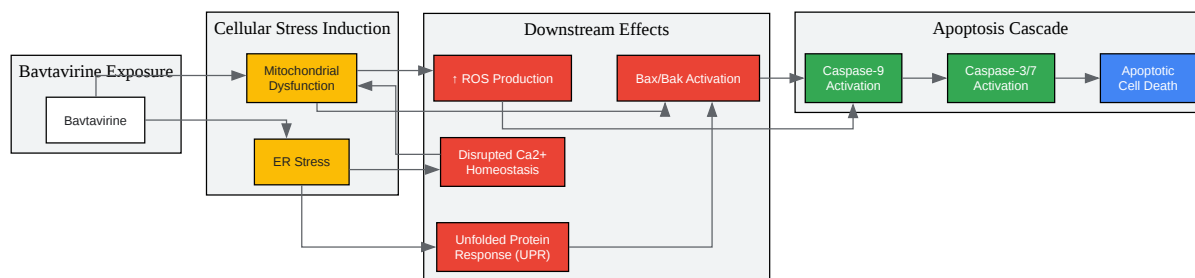 Bavtavirine Exposure
Bavtavirine
Cellular Stress Induction
Mitochondrial
Dysfunction
ER Stress
Downstream Effects
↑ ROS Production
Bax/Bak Activation
Disrupted Ca2+
Homeostasis
Unfolded Protein
Response (UPR)
Apoptosis Cascade
Caspase-9
Activation
Caspase-3/7
Activation
Apoptotic
Cell Death